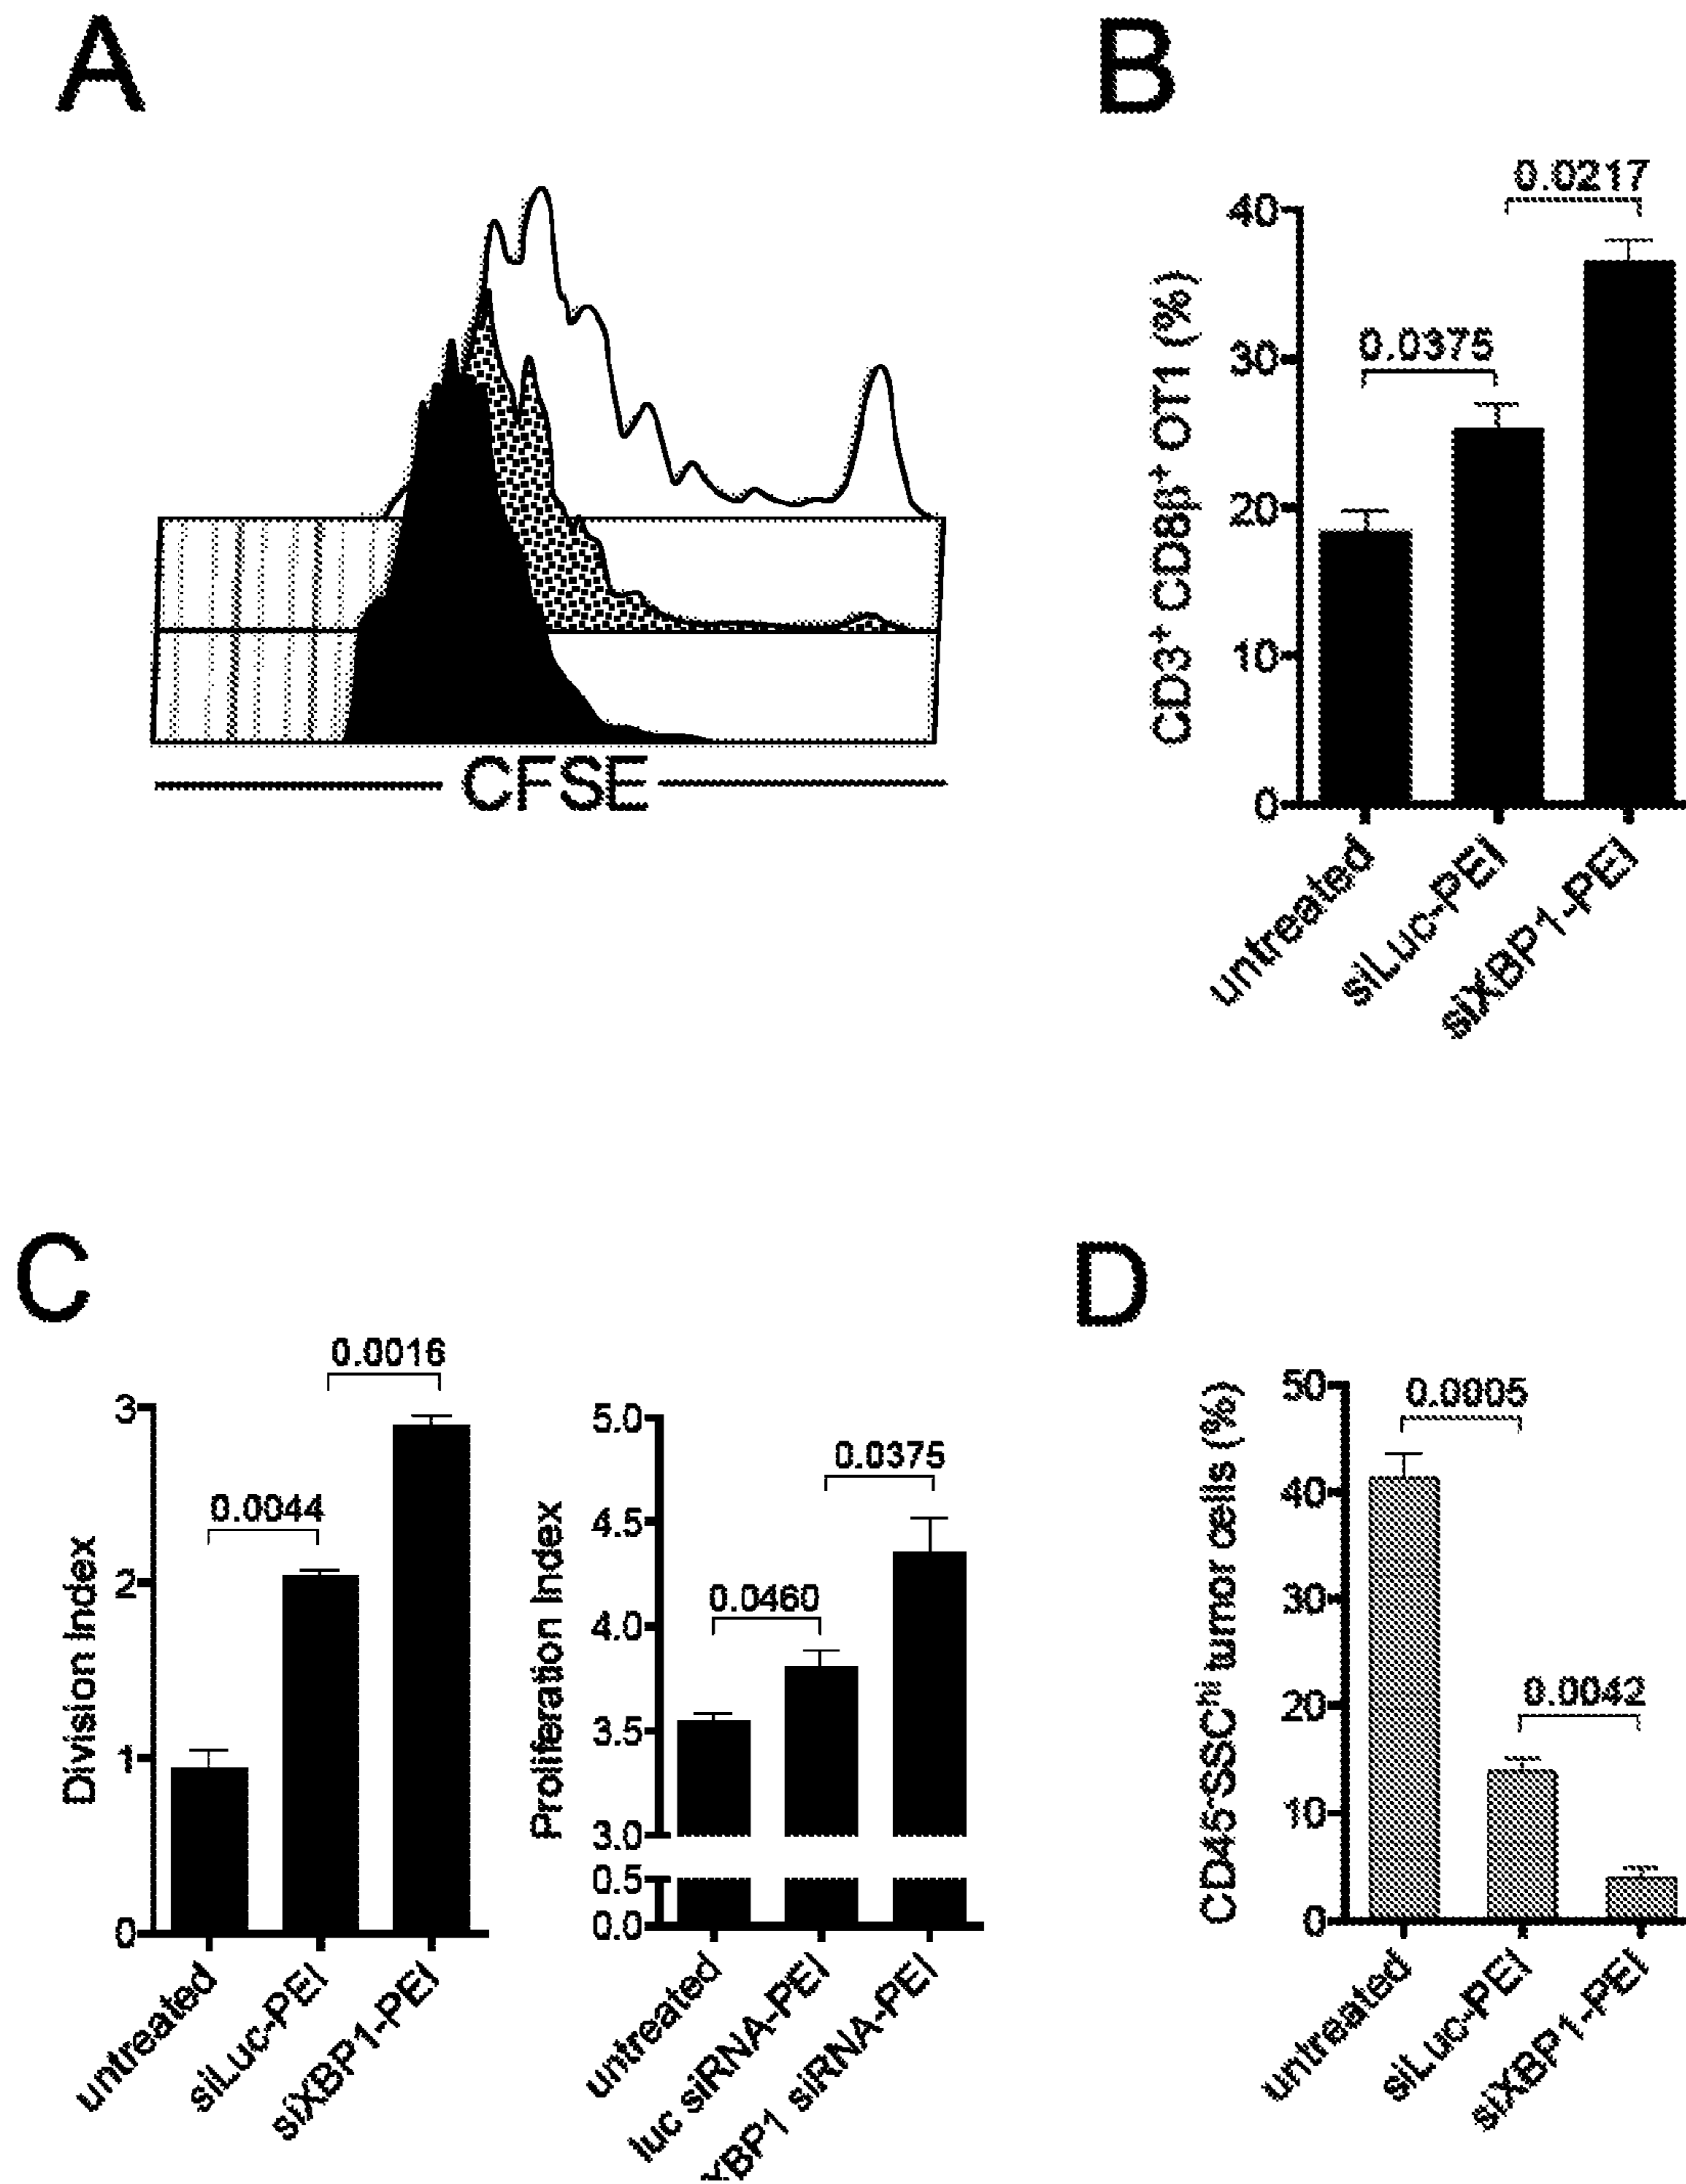 A
CFSE
B
0.0217
0.0375
CD3+ CD8β+ OT1 (%)
40
30
20
10
0
untreated
siLuc-PEI
siXBP1-PEI
C
0.0016
0.0044
Division Index
3
2
1
0
untreated
siLuc-PEI
siXBP1-PEI
0.0375
0.0460
Proliferation Index
5.0
4.5
4.0
3.5
3.0
0.5
0.0
untreated
luc siRNA-PEI
XBP1 siRNA-PEI
D
0.0005
0.0042
CD45-SSChi tumor cells (%)
50
40
30
20
10
0
untreated
siLuc-PEI
siXBP1-PEI